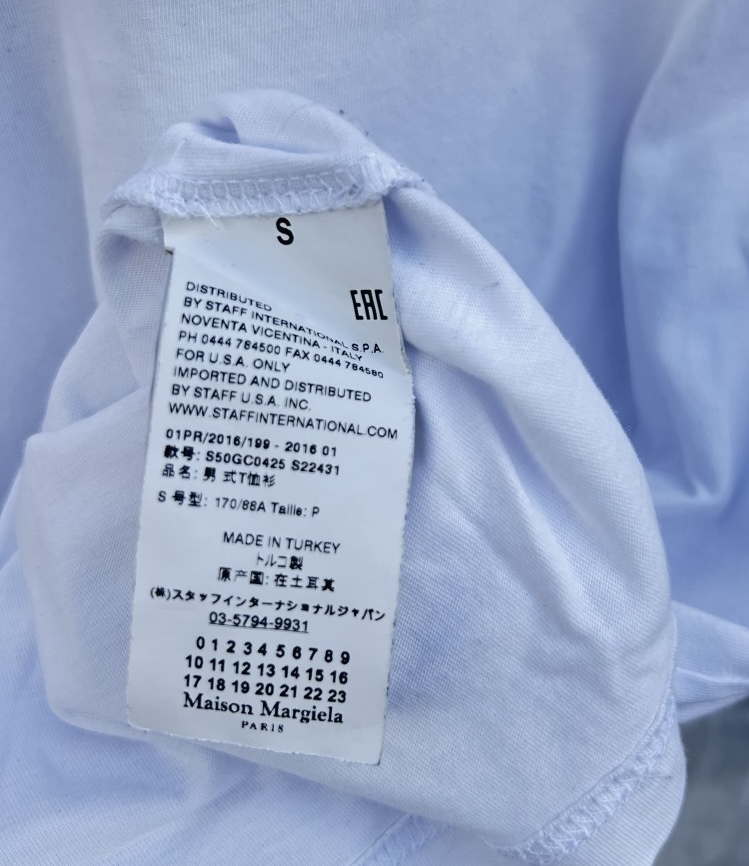 S
EAC
DISTRIBUTED
BY STAFF INTERNATIONAL S.P.A.
NOVENTA VICENTINA - ITALY
PH 0444 784500 FAX 0444 784580
FOR U.S.A. ONLY
IMPORTED AND DISTRIBUTED
BY STAFF U.S.A. INC.
WWW.STAFFINTERNATIONAL.COM
01PR/2016/199 - 2016 01
款号: S50GC0425 S22431
品名: 男 式T恤衫
S 号型: 170/86A Taille: P
MADE IN TURKEY
トルコ製
原产国: 在土耳其
(株)スタッフインターナショナルジャパン
03-5794-9931
0 1 2 3 4 5 6 7 8 9
10 11 12 13 14 15 16
17 18 19 20 21 22 23
Maison Margiela
PARIS